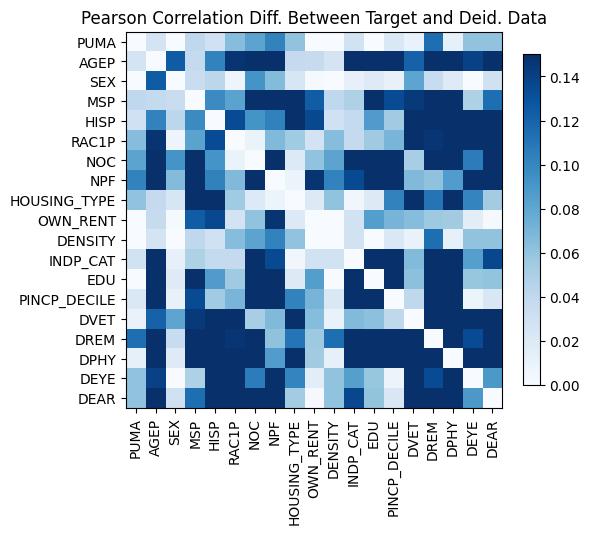 Pearson Correlation Diff. Between Target and Deid. Data
PUMA
AGEP
SEX
MSP
HISP
RAC1P
NOC
NPF
HOUSING_TYPE
OWN_RENT
DENSITY
INDP_CAT
EDU
PINCP_DECILE
DVET
DREM
DPHY
DEYE
DEAR
PUMA
AGEP
SEX
MSP
HISP
RAC1P
NOC
NPF
HOUSING_TYPE
OWN_RENT
DENSITY
INDP_CAT
EDU
PINCP_DECILE
DVET
DREM
DPHY
DEYE
DEAR
0.14
0.12
0.10
0.08
0.06
0.04
0.02
0.00